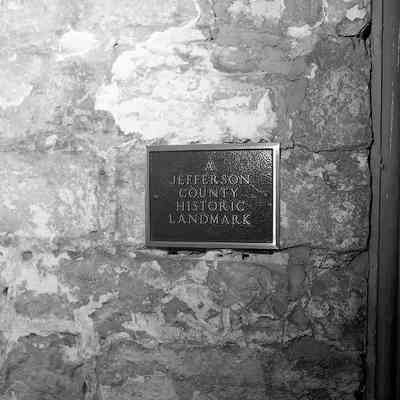 A
JEFFERSON
COUNTY
HISTORIC
LANDMARK